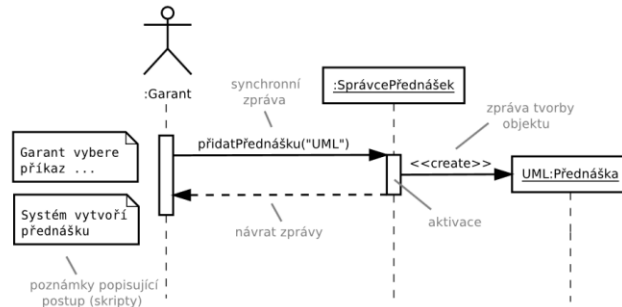 :Garant
synchronní
zpráva
:SprávcePřednášek
zpráva tvorby
objektu
Garant vybere
příkaz ...
přidatPřednášku("UML")
<<create>>
UML:Přednáška
Systém vytvoří
přednášku
návrat zprávy
aktivace
poznámky popisující
postup (skripty)